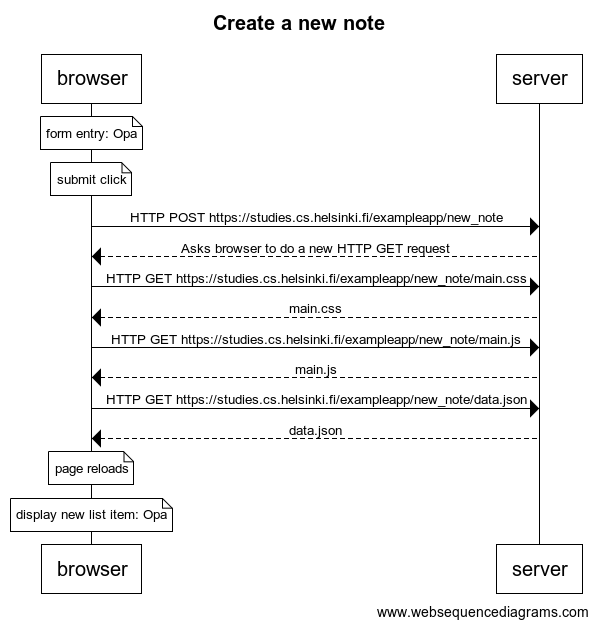 Create a new note
browser
server
form entry: Opa
submit click
HTTP POST https://studies.cs.helsinki.fi/exampleapp/new_note
Asks browser to do a new HTTP GET request
HTTP GET https://studies.cs.helsinki.fi/exampleapp/new_note/main.css
main.css
HTTP GET https://studies.cs.helsinki.fi/exampleapp/new_note/main.js
main.js
HTTP GET https://studies.cs.helsinki.fi/exampleapp/new_note/data.json
data.json
page reloads
display new list item: Opa
browser
server
www.websequencediagrams.com